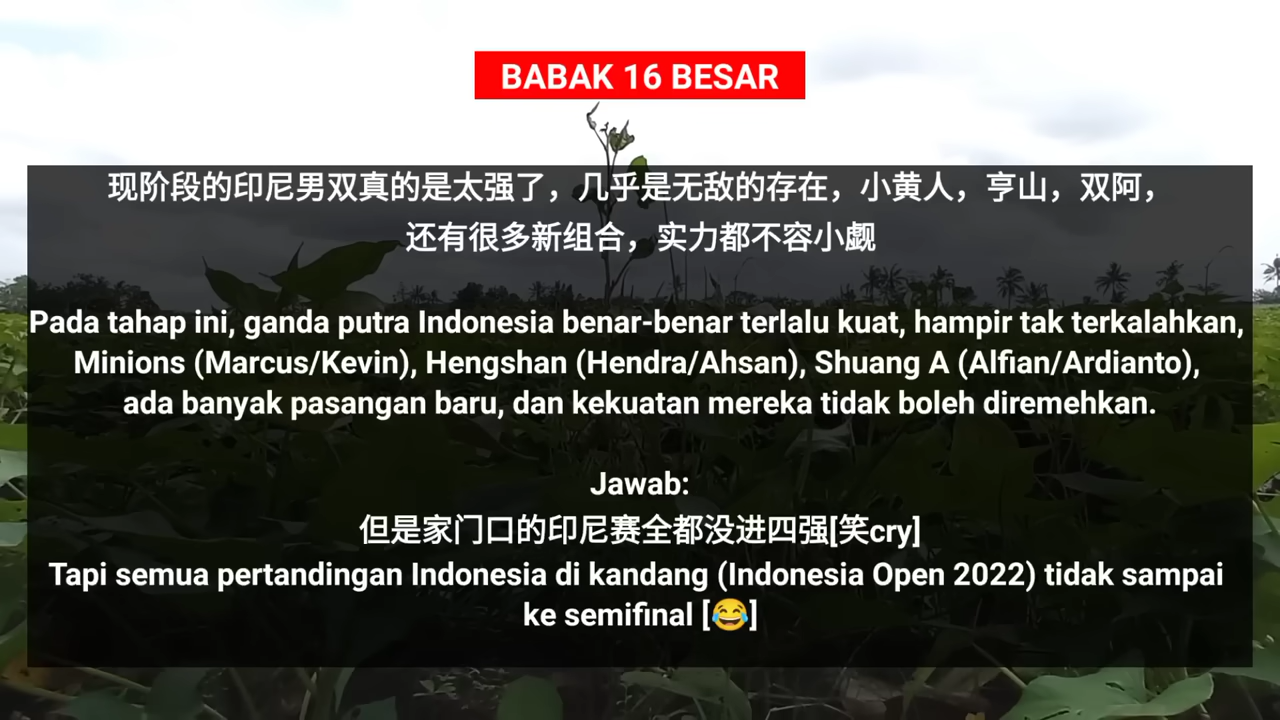 BABAK 16 BESAR
现阶段的印尼男双真的是太强了，几乎是无敌的存在，小黄人，亨山，双阿，
还有很多新组合，实力都不容小觑
Pada tahap ini, ganda putra Indonesia benar-benar terlalu kuat, hampir tak terkalahkan,
Minions (Marcus/Kevin), Hengshan (Hendra/Ahsan), Shuang A (Alfian/Ardianto),
ada banyak pasangan baru, dan kekuatan mereka tidak boleh diremehkan.
Jawab:
但是家门口的印尼赛全都没进四强[笑cry]
Tapi semua pertandingan Indonesia di kandang (Indonesia Open 2022) tidak sampai
ke semifinal [😂]